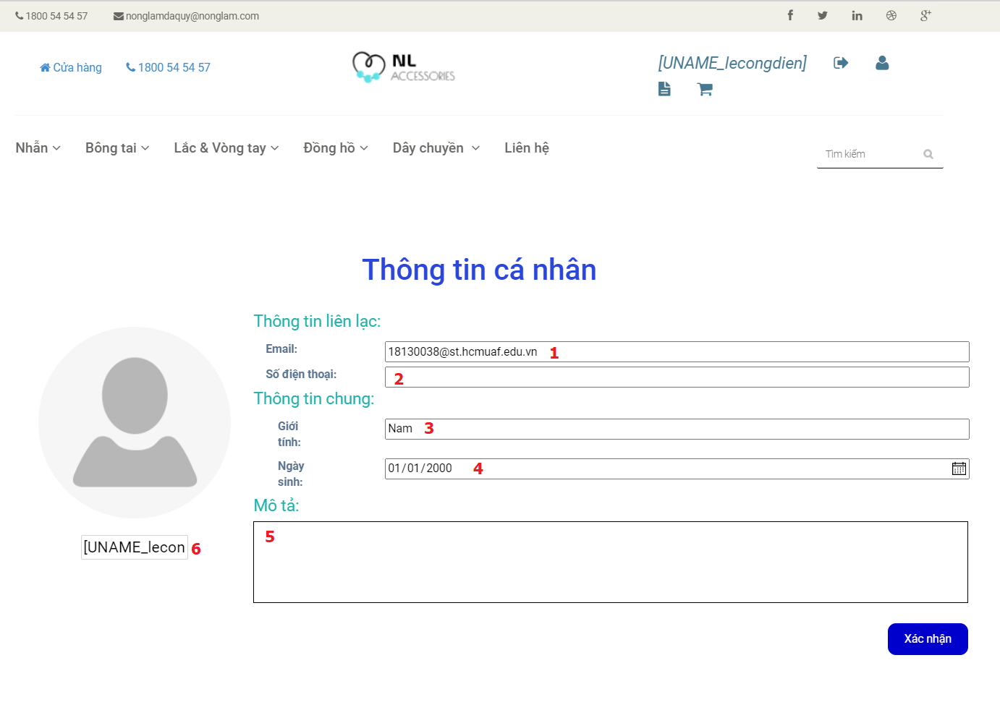 1800 54 54 57 nonglamdaquy@nonglam.com
Cửa hàng 1800 54 54 57 NL ACCESSORIES [UNAME_lecongdien]
Nhẫn Bông tai Lắc & Vòng tay Đồng hồ Dây chuyền Liên hệ
Tìm kiếm
Thông tin cá nhân
Thông tin liên lạc:
Email: 18130038@st.hcmuaf.edu.vn 1
Số điện thoại: 2
Thông tin chung:
Giới tính: Nam 3
Ngày sinh: 01/01/2000 4
Mô tả:
5
[UNAME_lecon 6
Xác nhận